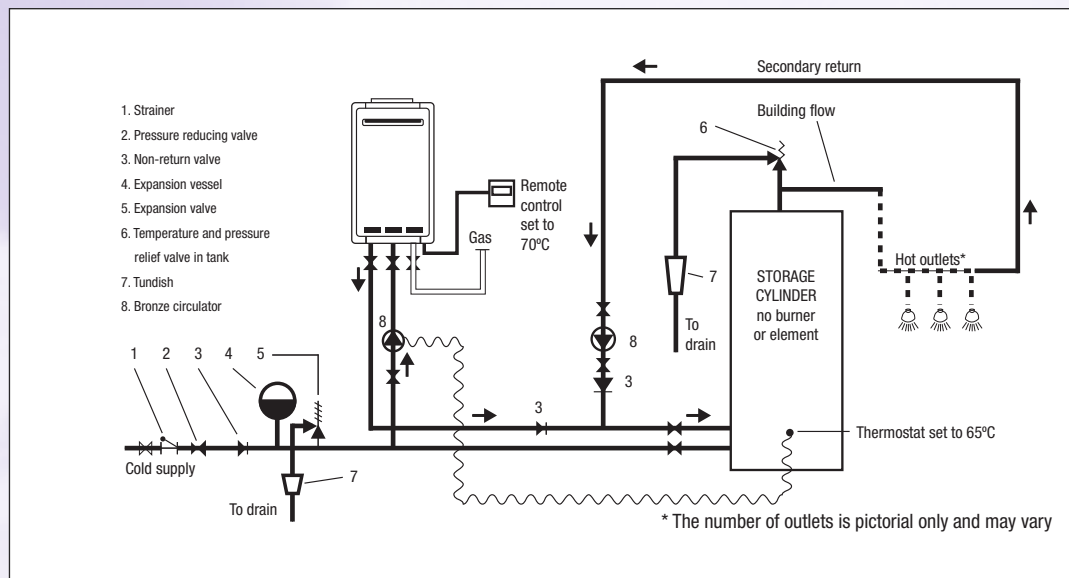 1. Strainer
2. Pressure reducing valve
3. Non-return valve
4. Expansion vessel
5. Expansion valve
6. Temperature and pressure
relief valve in tank
7. Tundish
8. Bronze circulator
Secondary return
Building flow
6
Remote
control
set to
70ºC
Gas
7
To
drain
STORAGE
CYLINDER
no burner
or element
Hot outlets*
8
8
3
1 2 3 4 5
3
Thermostat set to 65ºC
Cold supply
7
To drain
* The number of outlets is pictorial only and may vary